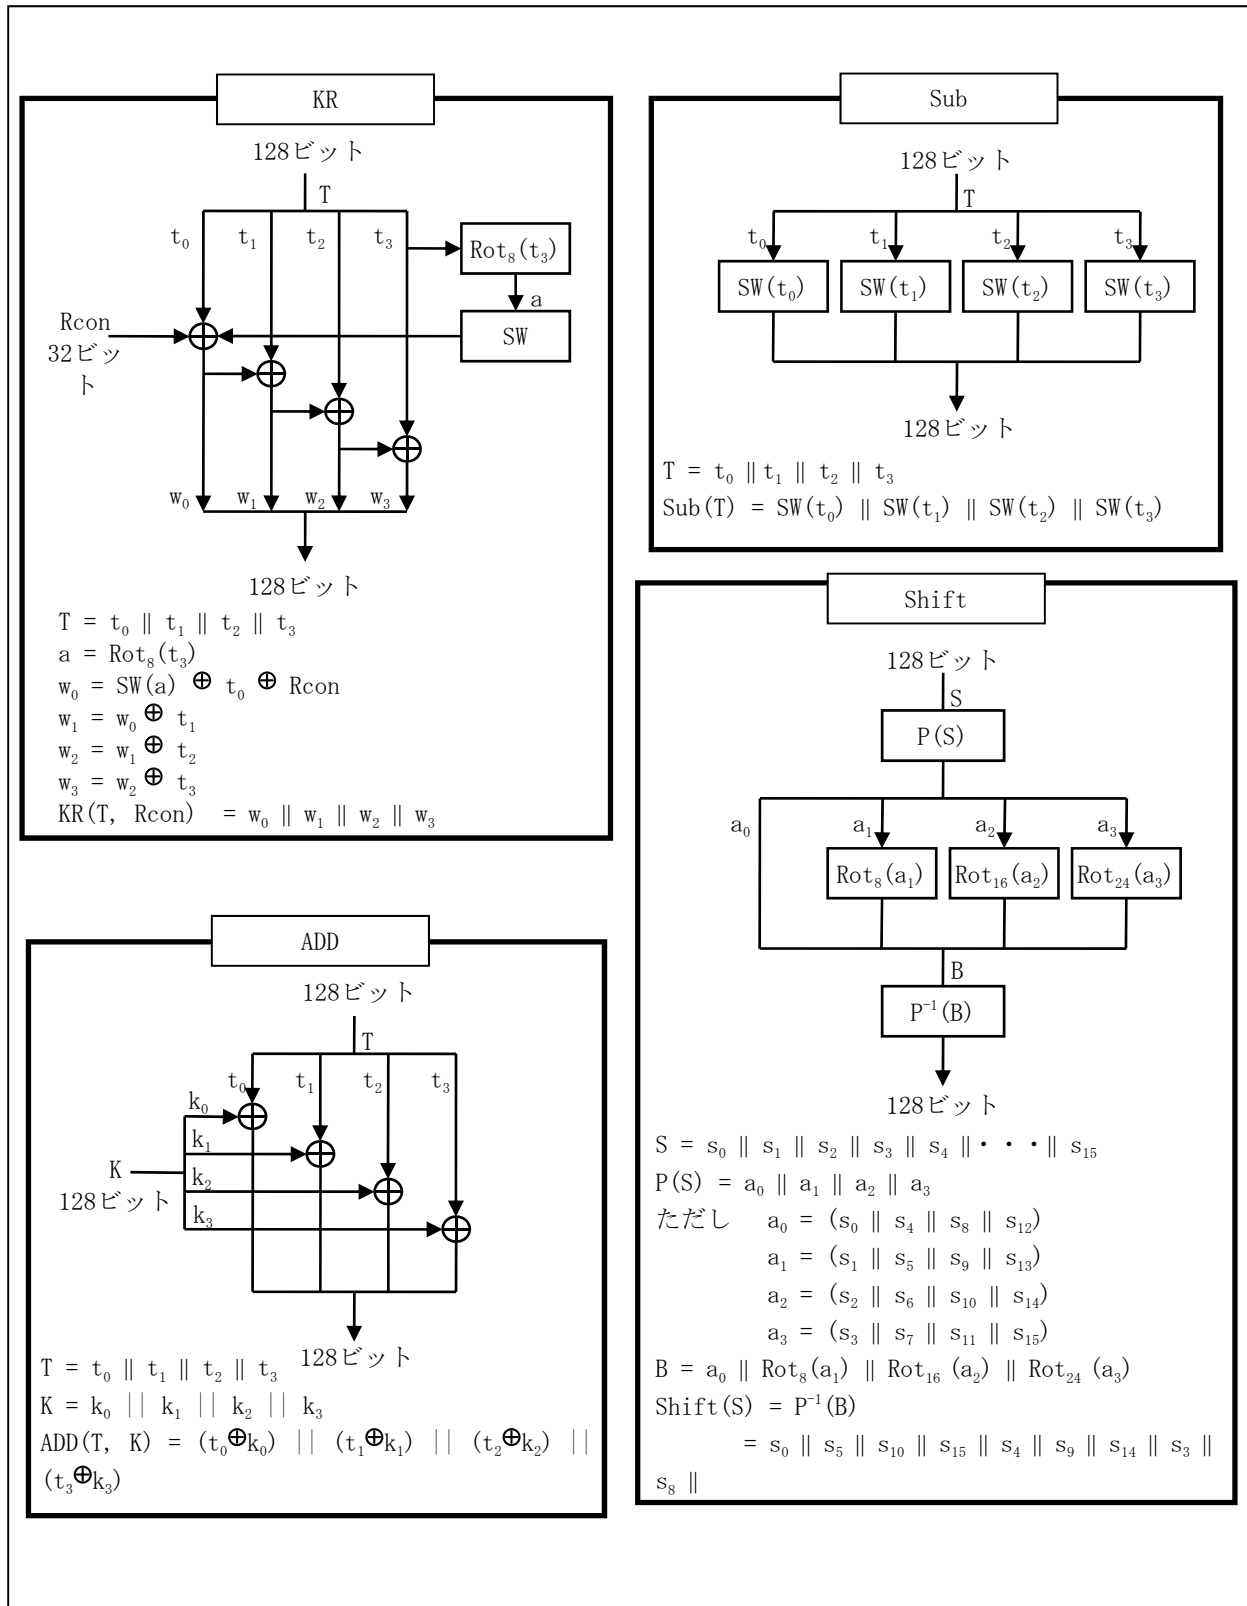 KR
128ビット
T
t₀ t₁ t₂ t₃
Rot₈(t₃)
a
SW
Rcon
32ビッ
ト
w₀ w₁ w₂ w₃
128ビット
T = t₀ ‖ t₁ ‖ t₂ ‖ t₃
a = Rot₈(t₃)
w₀ = SW(a) ⊕ t₀ ⊕ Rcon
w₁ = w₀ ⊕ t₁
w₂ = w₁ ⊕ t₂
w₃ = w₂ ⊕ t₃
KR(T, Rcon) = w₀ ‖ w₁ ‖ w₂ ‖ w₃
Sub
128ビット
T
t₀ t₁ t₂ t₃
SW(t₀) SW(t₁) SW(t₂) SW(t₃)
128ビット
T = t₀ ‖ t₁ ‖ t₂ ‖ t₃
Sub(T) = SW(t₀) ‖ SW(t₁) ‖ SW(t₂) ‖ SW(t₃)
ADD
128ビット
T
t₀ t₁ t₂ t₃
k₀
k₁
K
k₂
128ビット
k₃
128ビット
T = t₀ ‖ t₁ ‖ t₂ ‖ t₃
K = k₀ || k₁ || k₂ || k₃
ADD(T, K) = (t₀⊕k₀) || (t₁⊕k₁) || (t₂⊕k₂) ||
(t₃⊕k₃)
Shift
128ビット
S
P(S)
a₀ a₁ a₂ a₃
Rot₈(a₁) Rot₁₆(a₂) Rot₂₄(a₃)
B
P⁻¹(B)
128ビット
S = s₀ ‖ s₁ ‖ s₂ ‖ s₃ ‖ s₄ ‖・・・‖ s₁₅
P(S) = a₀ ‖ a₁ ‖ a₂ ‖ a₃
ただし a₀ = (s₀ ‖ s₄ ‖ s₈ ‖ s₁₂)
a₁ = (s₁ ‖ s₅ ‖ s₉ ‖ s₁₃)
a₂ = (s₂ ‖ s₆ ‖ s₁₀ ‖ s₁₄)
a₃ = (s₃ ‖ s₇ ‖ s₁₁ ‖ s₁₅)
B = a₀ ‖ Rot₈(a₁) ‖ Rot₁₆ (a₂) ‖ Rot₂₄ (a₃)
Shift(S) = P⁻¹(B)
= s₀ ‖ s₅ ‖ s₁₀ ‖ s₁₅ ‖ s₄ ‖ s₉ ‖ s₁₄ ‖ s₃ ‖
s₈ ‖